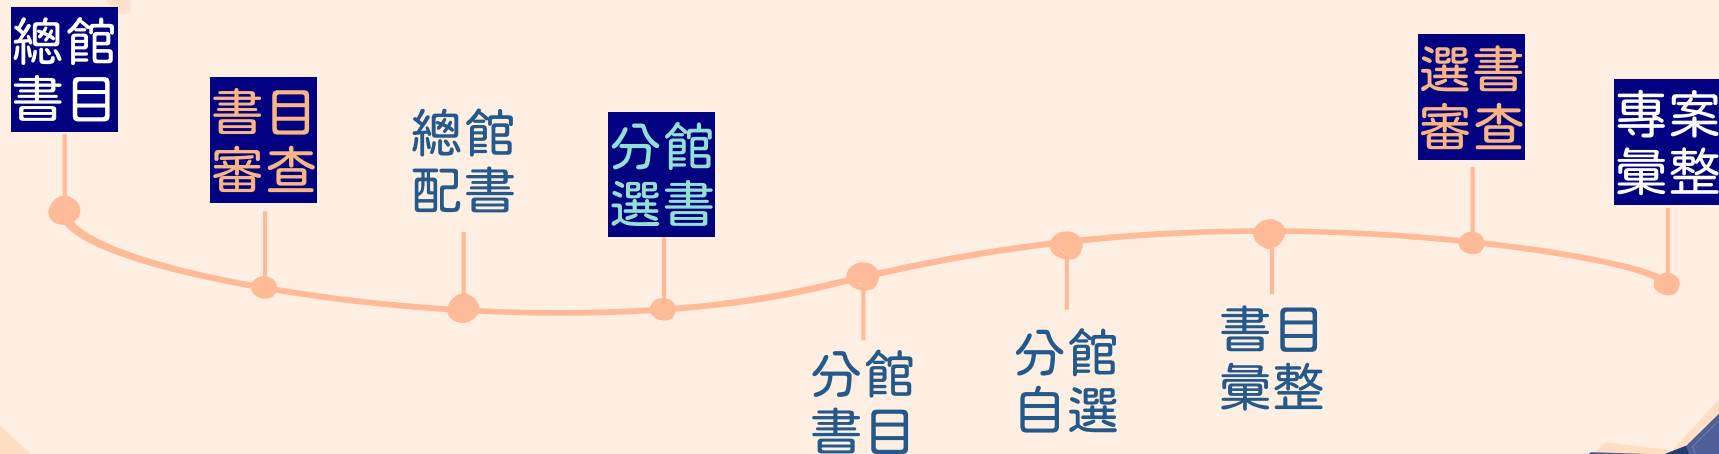 總館
書目
書目
審查
總館
配書
分館
選書
分館
書目
分館
自選
書目
彙整
選書
審查
專案
彙整